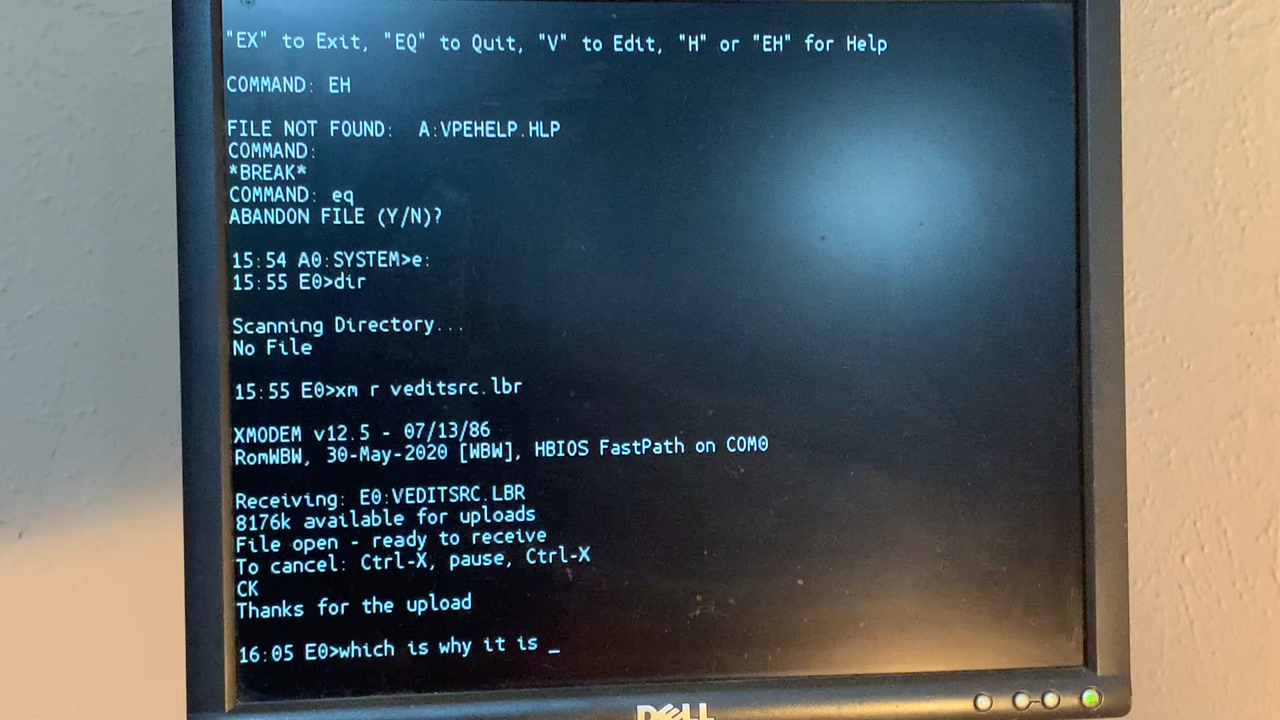 "EX" to Exit, "EQ" to Quit, "V" to Edit, "H" or "EH" for Help
COMMAND: EH
FILE NOT FOUND:  A:VPEHELP.HLP
COMMAND:
*BREAK*
COMMAND: eq
ABANDON FILE (Y/N)?
15:54 A0:SYSTEM>e:
15:55 E0>dir
Scanning Directory...
No File
15:55 E0>xm r veditsrc.lbr
XMODEM v12.5 - 07/13/86
RomWBW, 30-May-2020 [WBW], HBIOS FastPath on COM0
Receiving: E0:VEDITSRC.LBR
8176k available for uploads
File open - ready to receive
To cancel: Ctrl-X, pause, Ctrl-X
CK
Thanks for the upload
16:05 E0>which is why it is _
DELL